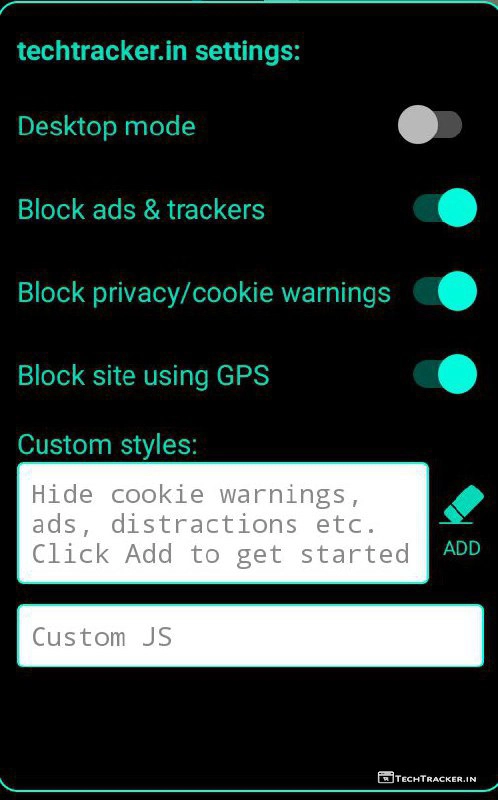 techtracker.in settings:
Desktop mode
Block ads & trackers
Block privacy/cookie warnings
Block site using GPS
Custom styles:
Hide cookie warnings,
ads, distractions etc.
Click Add to get started
ADD
Custom JS
TECHTRACKER.IN